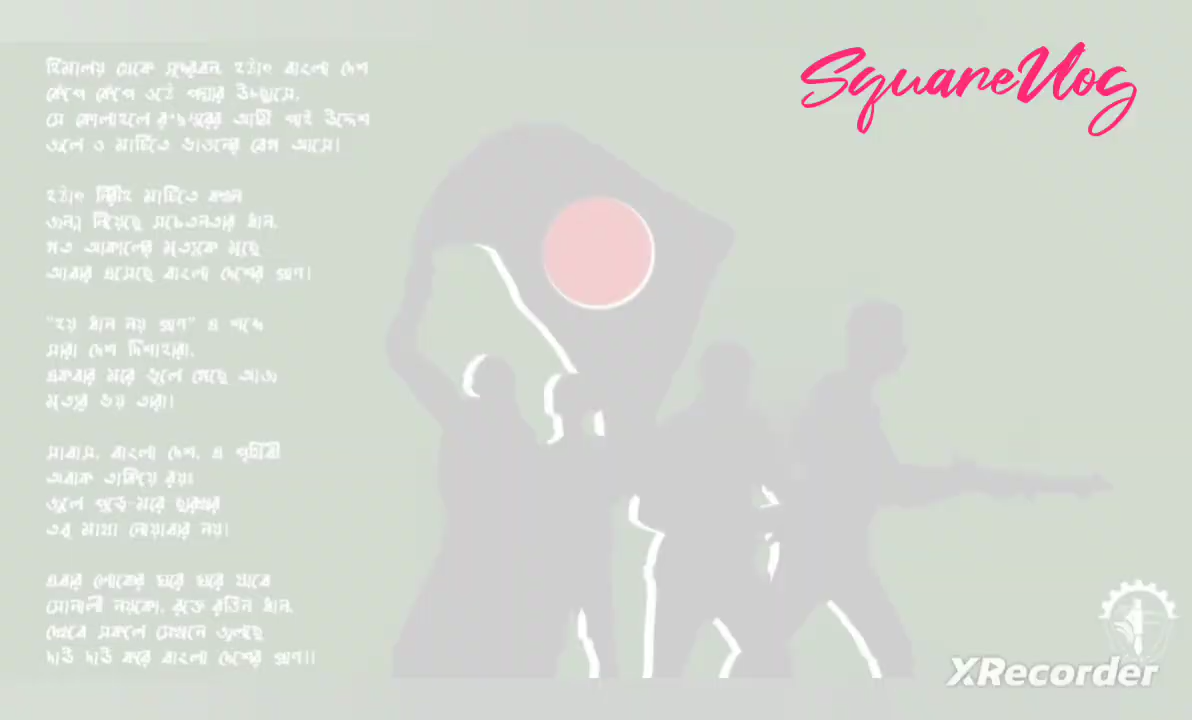 SquareVlog
হিমালয় থেকে সুন্দরবন, হঠাৎ বাংলা দেশ
কেঁপে কেঁপে ওঠে পদ্মার উচ্ছ্বাসে,
সে কোলাহলে রুদ্ধস্বরের আমি পাই উদ্দেশ
জলে ও মাটিতে ভাঙনের বেগ আসে।
হঠাৎ নিরীহ মাটিতে কখন
জন্ম নিয়েছে সচেতনতার ধান,
গত আকালের মৃত্যুকে মুছে
আবার এসেছে বাংলা দেশের প্রাণ।
"হয় ধান নয় প্রাণ" এ শব্দে
সারা দেশ দিশাহারা,
একবার মরে ভুলে গেছে আজ
মৃত্যুর ভয় তারা।
সাবাস, বাংলা দেশ, এ পৃথিবী
অবাক তাকিয়ে রয়ঃ
জ্বলে পুড়ে-মরে ছারখার
তবু মাথা নোয়াবার নয়।
এবার লোকের ঘরে ঘরে যাবে
সোনালী নয়কো, রক্তে রঙিন ধান,
দেখবে সকলে সেখানে জ্বলছে
দাউ দাউ করে বাংলা দেশের প্রাণ।।
XRecorder